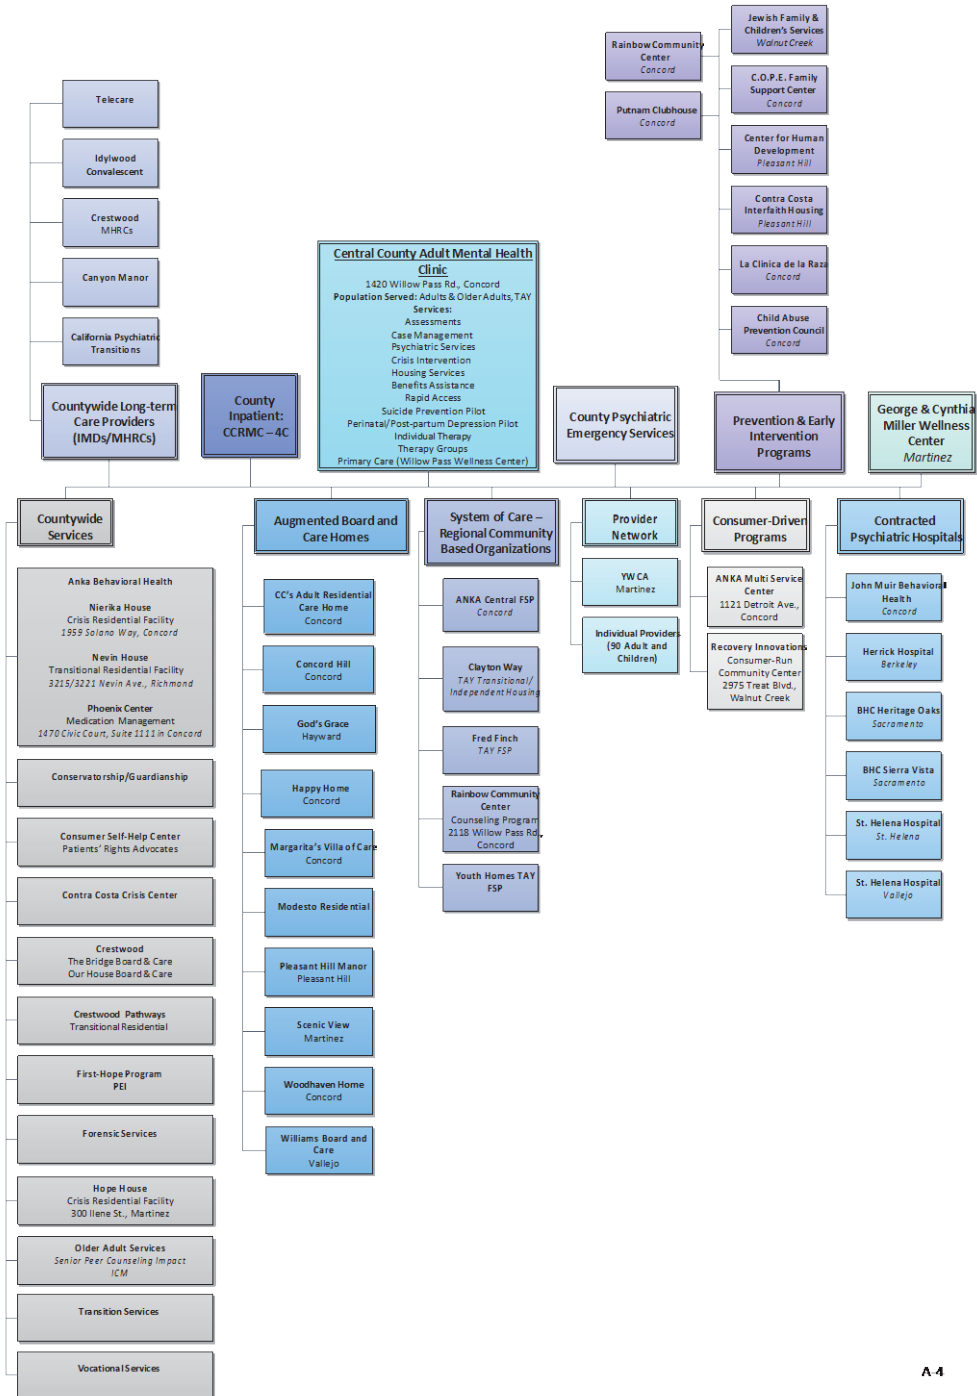 Jewish Family &
Children's Services
Walnut Creek
Rainbow Community
Center
Concord
C.O.P.E. Family
Support Center
Concord
Putnam Clubhouse
Concord
Center for Human
Development
Pleasant Hill
Contra Costa
Interfaith Housing
Pleasant Hill
La Clinica de la Raza
Concord
Child Abuse
Prevention Council
Concord
Telecare
Idylwood
Convalescent
Crestwood
MHRCs
Canyon Manor
California Psychiatric
Transitions
Countywide Long-term
Care Providers
(IMDs/MHRCs)
County
Inpatient:
CCRMC – 4C
Central County Adult Mental Health
Clinic
1420 Willow Pass Rd., Concord
Population Served: Adults & Older Adults, TAY
Services:
Assessments
Case Management
Psychiatric Services
Crisis Intervention
Housing Services
Benefits Assistance
Rapid Access
Suicide Prevention Pilot
Perinatal/Post-partum Depression Pilot
Individual Therapy
Therapy Groups
Primary Care (Willow Pass Wellness Center)
County Psychiatric
Emergency Services
Prevention & Early
Intervention
Programs
George & Cynthia
Miller Wellness
Center
Martinez
Countywide
Services
Anka Behavioral Health
Nierika House
Crisis Residential Facility
1959 Solano Way, Concord
Nevin House
Transitional Residential Facility
3215/3221 Nevin Ave., Richmond
Phoenix Center
Medication Management
1470 Civic Court, Suite 1111 in Concord
Conservatorship/Guardianship
Consumer Self-Help Center
Patients' Rights Advocates
Contra Costa Crisis Center
Crestwood
The Bridge Board & Care
Our House Board & Care
Crestwood Pathways
Transitional Residential
First-Hope Program
PEI
Forensic Services
Hope House
Crisis Residential Facility
300 Ilene St., Martinez
Older Adult Services
Senior Peer Counseling Impact
ICM
Transition Services
Vocational Services
Augmented Board and
Care Homes
CC's Adult Residential
Care Home
Concord
Concord Hill
Concord
God's Grace
Hayward
Happy Home
Concord
Margarita's Villa of Care
Concord
Modesto Residential
Pleasant Hill Manor
Pleasant Hill
Scenic View
Martinez
Woodhaven Home
Concord
Williams Board and
Care
Vallejo
System of Care –
Regional Community
Based Organizations
ANKA Central FSP
Concord
Clayton Way
TAY Transitional/
Independent Housing
Fred Finch
TAY FSP
Rainbow Community
Center
Counseling Program
2118 Willow Pass Rd.,
Concord
Youth Homes TAY
FSP
Provider
Network
YWCA
Martinez
Individual Providers
(90 Adult and
Children)
Consumer-Driven
Programs
ANKA Multi Service
Center
1121 Detroit Ave.,
Concord
Recovery Innovations
Consumer-Run
Community Center
2975 Treat Blvd.,
Walnut Creek
Contracted
Psychiatric Hospitals
John Muir Behavioral
Health
Concord
Herrick Hospital
Berkeley
BHC Heritage Oaks
Sacramento
BHC Sierra Vista
Sacramento
St. Helena Hospital
St. Helena
St. Helena Hospital
Vallejo
A-4